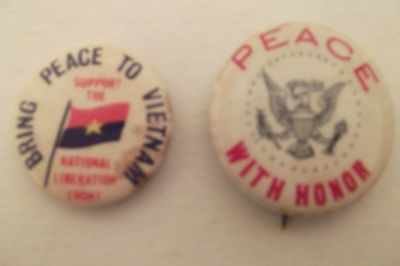 BRING PEACE TO VIETNAM
SUPPORT
THE
NATIONAL
LIBERATION
FRONT
PEACE
WITH HONOR